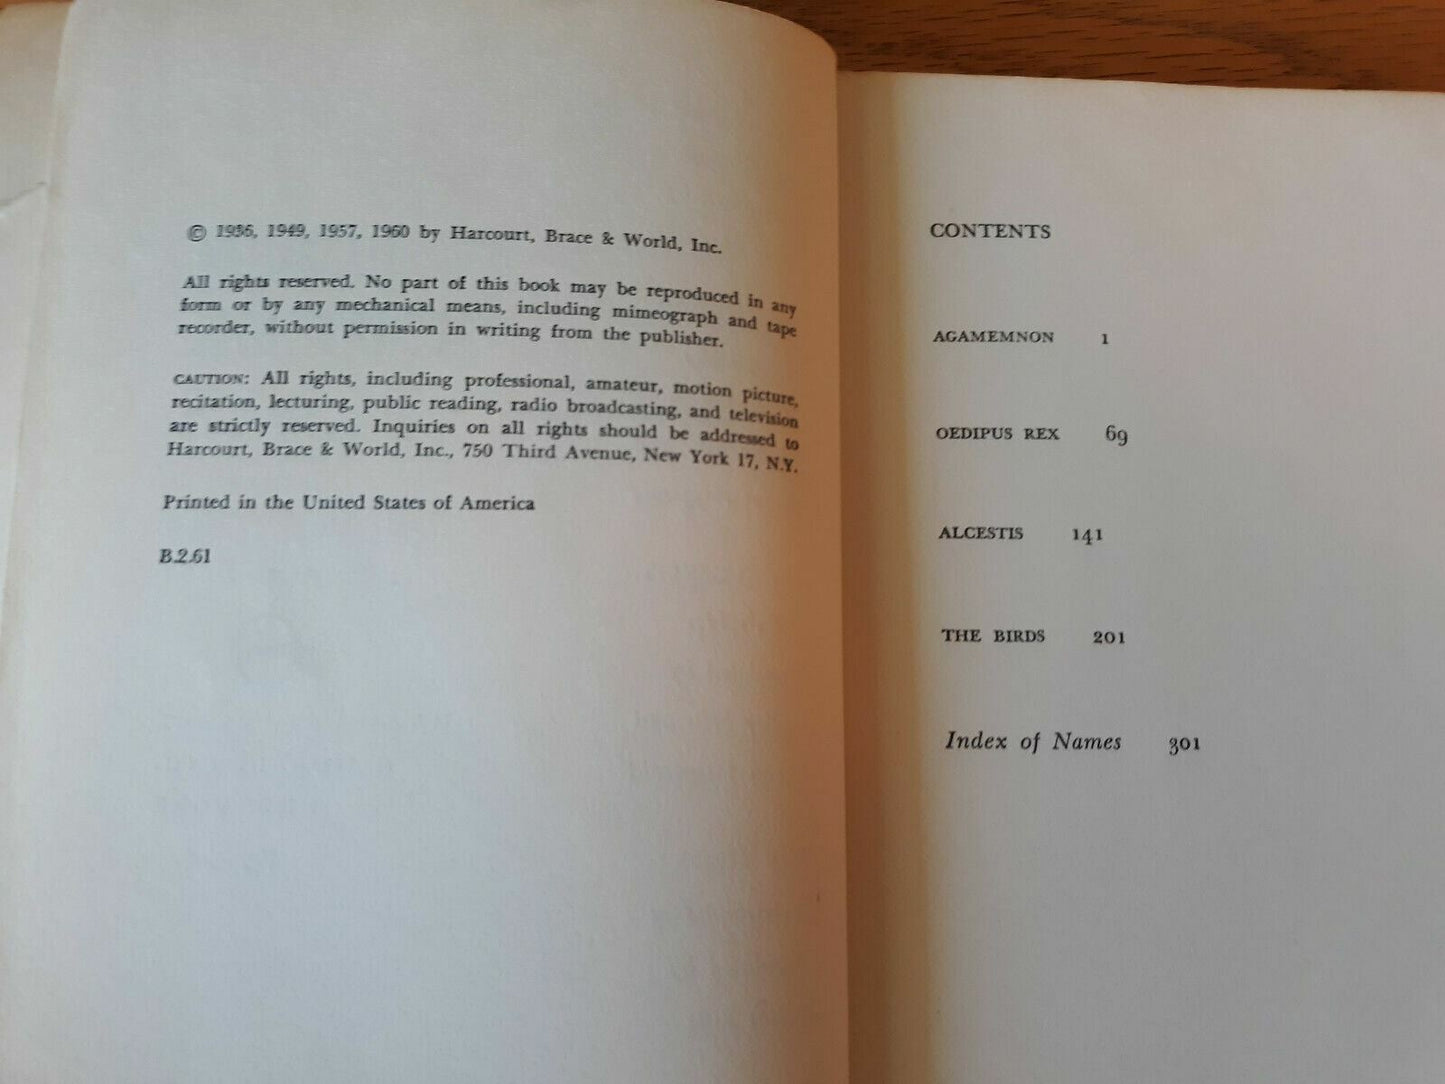 © 1936, 1949, 1957, 1960 by Harcourt, Brace & World, Inc.
All rights reserved. No part of this book may be reproduced in any
form or by any mechanical means, including mimeograph and tape
recorder, without permission in writing from the publisher.
CAUTION: All rights, including professional, amateur, motion picture,
recitation, lecturing, public reading, radio broadcasting, and television
are strictly reserved. Inquiries on all rights should be addressed to
Harcourt, Brace & World, Inc., 750 Third Avenue, New York 17, N.Y.
Printed in the United States of America
B.2.61
CONTENTS
AGAMEMNON 1
OEDIPUS REX 69
ALCESTIS 141
THE BIRDS 201
Index of Names 301